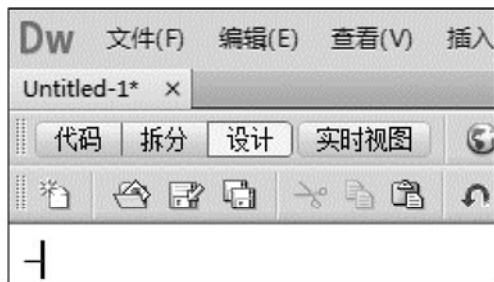 Dw 文件(F) 编辑(E) 查看(V) 插入
Untitled-1* ×
代码 拆分 设计 实时视图